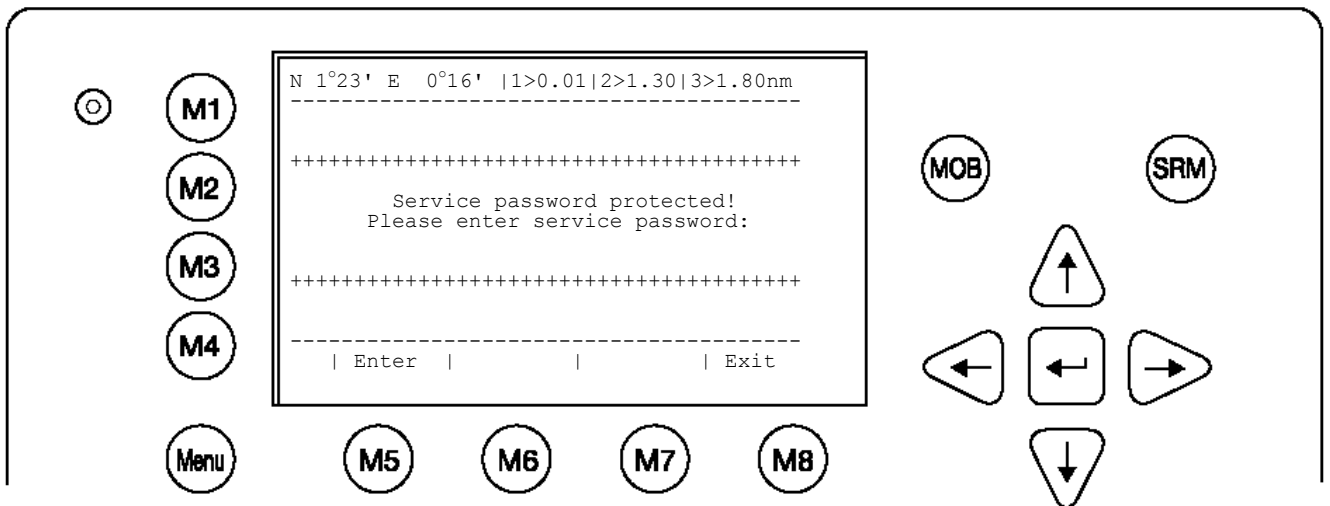 N 1°23' E  0°16' |1>0.01|2>1.30|3>1.80nm
----------------------------------------
M1
++++++++++++++++++++++++++++++++++++++++
MOB
SRM
M2
Service password protected!
Please enter service password:
M3
++++++++++++++++++++++++++++++++++++++++
M4
----------------------------------------
| Enter  |         |         | Exit
Menu
M5
M6
M7
M8